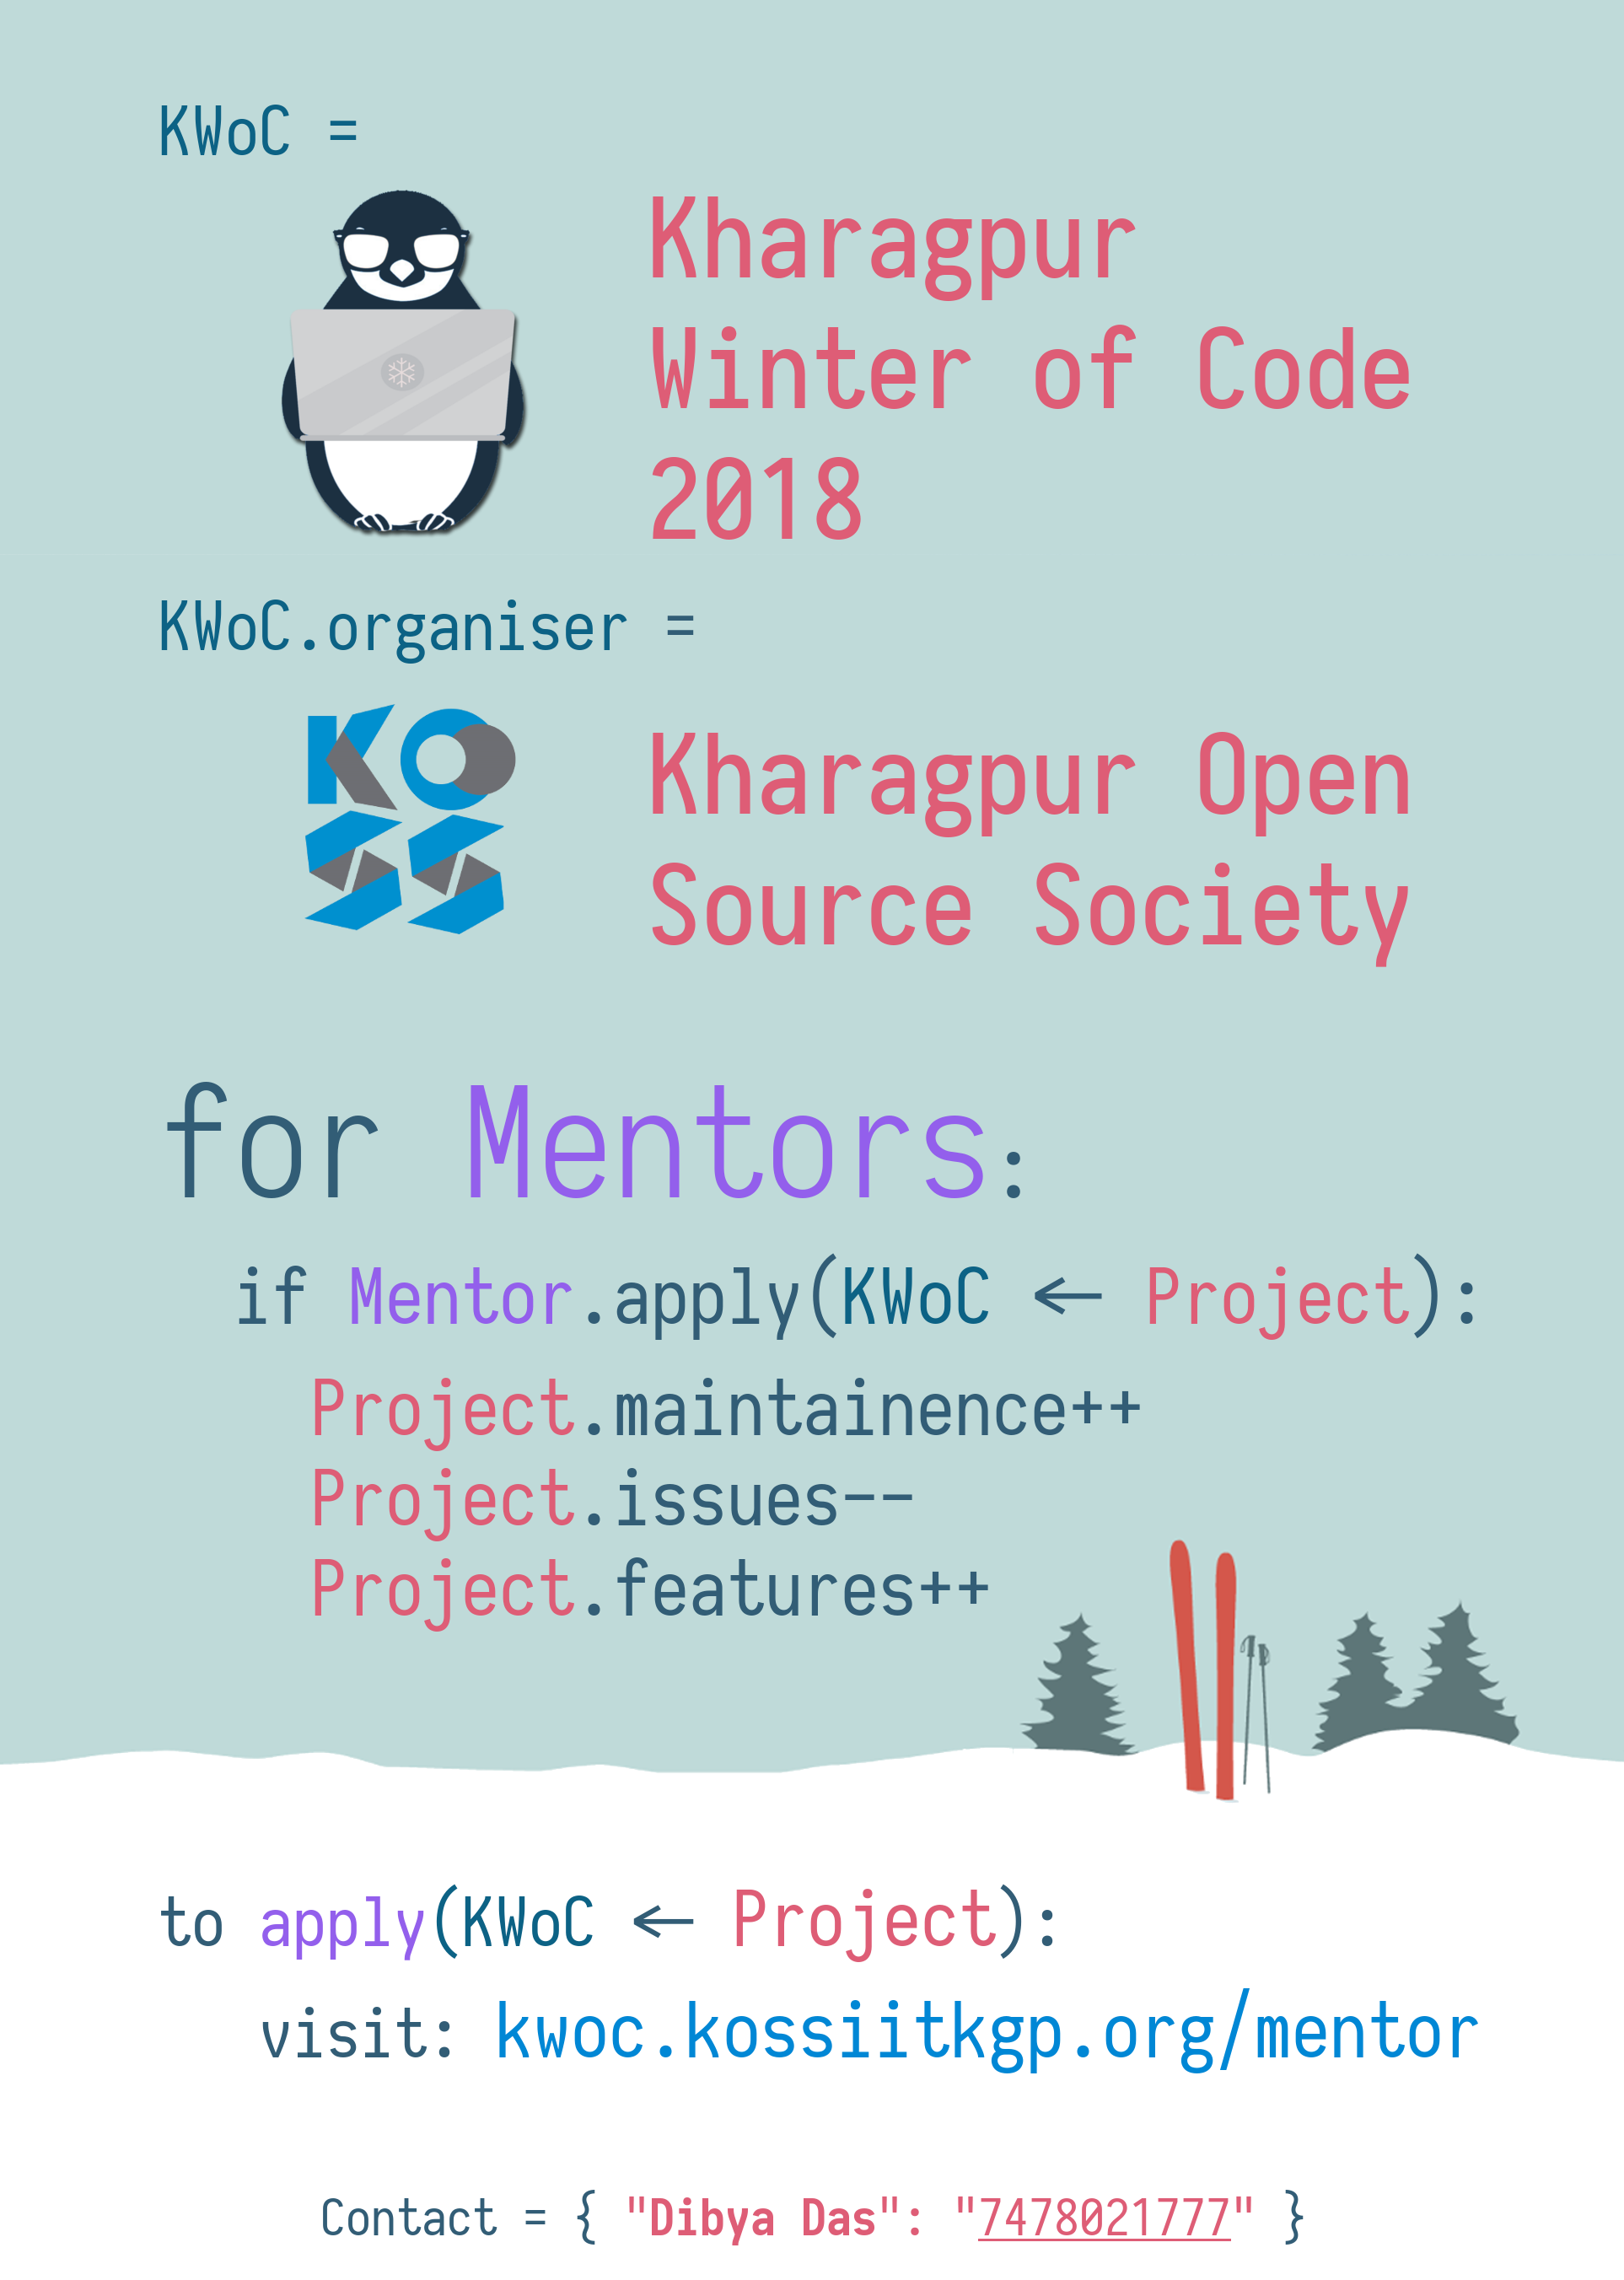 KWoC =
Kharagpur
Winter of Code
2018
KWoC.organiser =
KOSS
Kharagpur Open
Source Society
for Mentors:
if Mentor.apply(KWoC <- Project):
Project.maintainence++
Project.issues--
Project.features++
to apply(KWoC <- Project):
visit: kwoc.kossiitkgp.org/mentor
Contact = { "Dibya Das": "7478021777" }